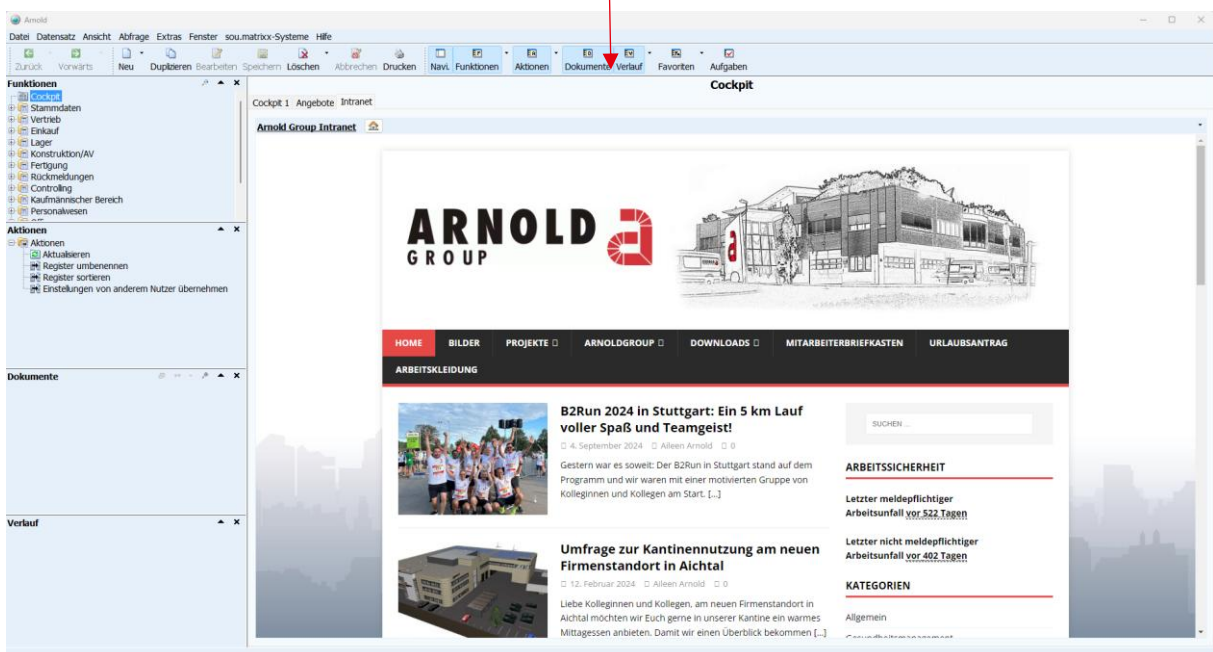 Arnold
Datei Datensatz Ansicht Abfrage Extras Fenster sou.matrixx-Systeme Hilfe
Zurück Vorwärts Neu Duplizieren Bearbeiten Speichern Löschen Abbrechen Drucken Navi. Funktionen Aktionen Dokumente Verlauf Favoriten Aufgaben
Funktionen
Cockpit
Stammdaten
Vertrieb
Einkauf
Lager
Konstruktion/AV
Fertigung
Rückmeldungen
Controlling
Kaufmännischer Bereich
Personalwesen
Aktionen
Aktionen
Aktualisieren
Register umbenennen
Register sortieren
Einstellungen von anderem Nutzer übernehmen
Dokumente
Verlauf
Cockpit
Cockpit 1 Angebote Intranet
Arnold Group Intranet
ARNOLD a
GROUP
HOME BILDER PROJEKTE ARNOLDGROUP DOWNLOADS MITARBEITERBRIEFKASTEN URLAUBSANTRAG
ARBEITSKLEIDUNG
B2Run 2024 in Stuttgart: Ein 5 km Lauf
voller Spaß und Teamgeist!
4. September 2024 Aileen Arnold 0
Gestern war es soweit: Der B2Run in Stuttgart stand auf dem
Programm und wir waren mit einer motivierten Gruppe von
Kolleginnen und Kollegen am Start. [...]
Umfrage zur Kantinennutzung am neuen
Firmenstandort in Aichtal
12. Februar 2024 Aileen Arnold 0
Liebe Kolleginnen und Kollegen, am neuen Firmenstandort in
Aichtal möchten wir Euch gerne in unserer Kantine ein warmes
Mittagessen anbieten. Damit wir einen Überblick bekommen [...]
SUCHEN ...
ARBEITSSICHERHEIT
Letzter meldepflichtiger
Arbeitsunfall vor 522 Tagen
Letzter nicht meldepflichtiger
Arbeitsunfall vor 402 Tagen
KATEGORIEN
Allgemein
Gesundheitsmanagement